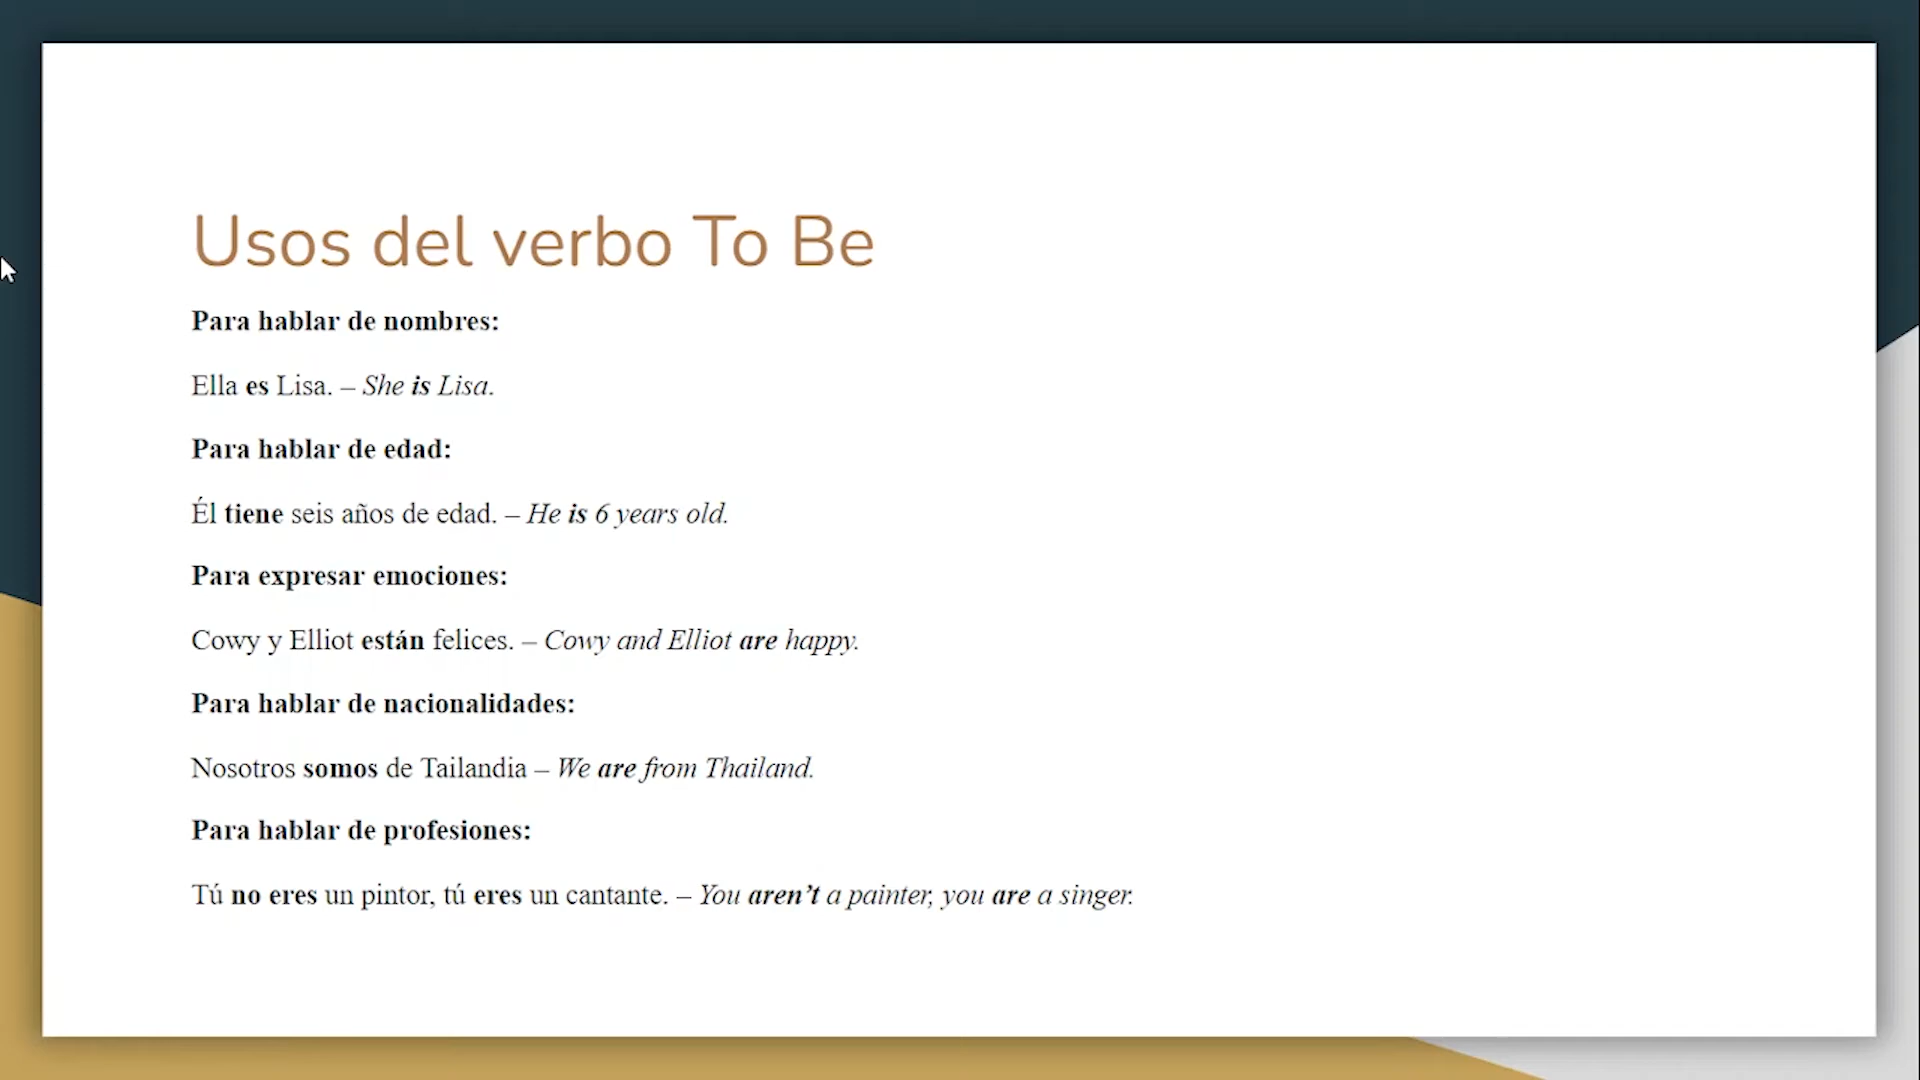 Usos del verbo To Be
Para hablar de nombres:
Ella es Lisa. – She is Lisa.
Para hablar de edad:
Él tiene seis años de edad. – He is 6 years old.
Para expresar emociones:
Cowy y Elliot están felices. – Cowy and Elliot are happy.
Para hablar de nacionalidades:
Nosotros somos de Tailandia – We are from Thailand.
Para hablar de profesiones:
Tú no eres un pintor, tú eres un cantante. – You aren’t a painter, you are a singer.